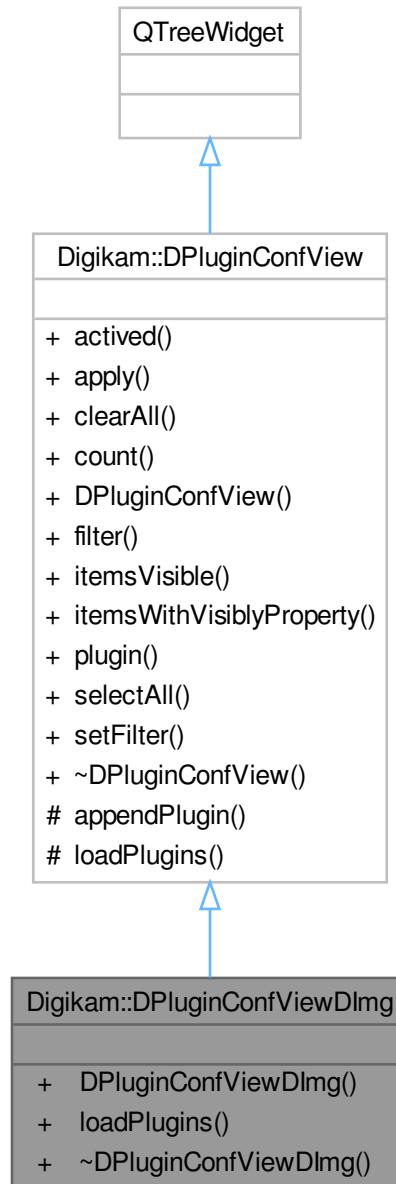 QTreeWidget
Digikam::DPluginConfView
+ actived()
+ apply()
+ clearAll()
+ count()
+ DPluginConfView()
+ filter()
+ itemsVisible()
+ itemsWithVisiblyProperty()
+ plugin()
+ selectAll()
+ setFilter()
+ ~DPluginConfView()
# appendPlugin()
# loadPlugins()
Digikam::DPluginConfViewDImg
+ DPluginConfViewDImg()
+ loadPlugins()
+ ~DPluginConfViewDImg()